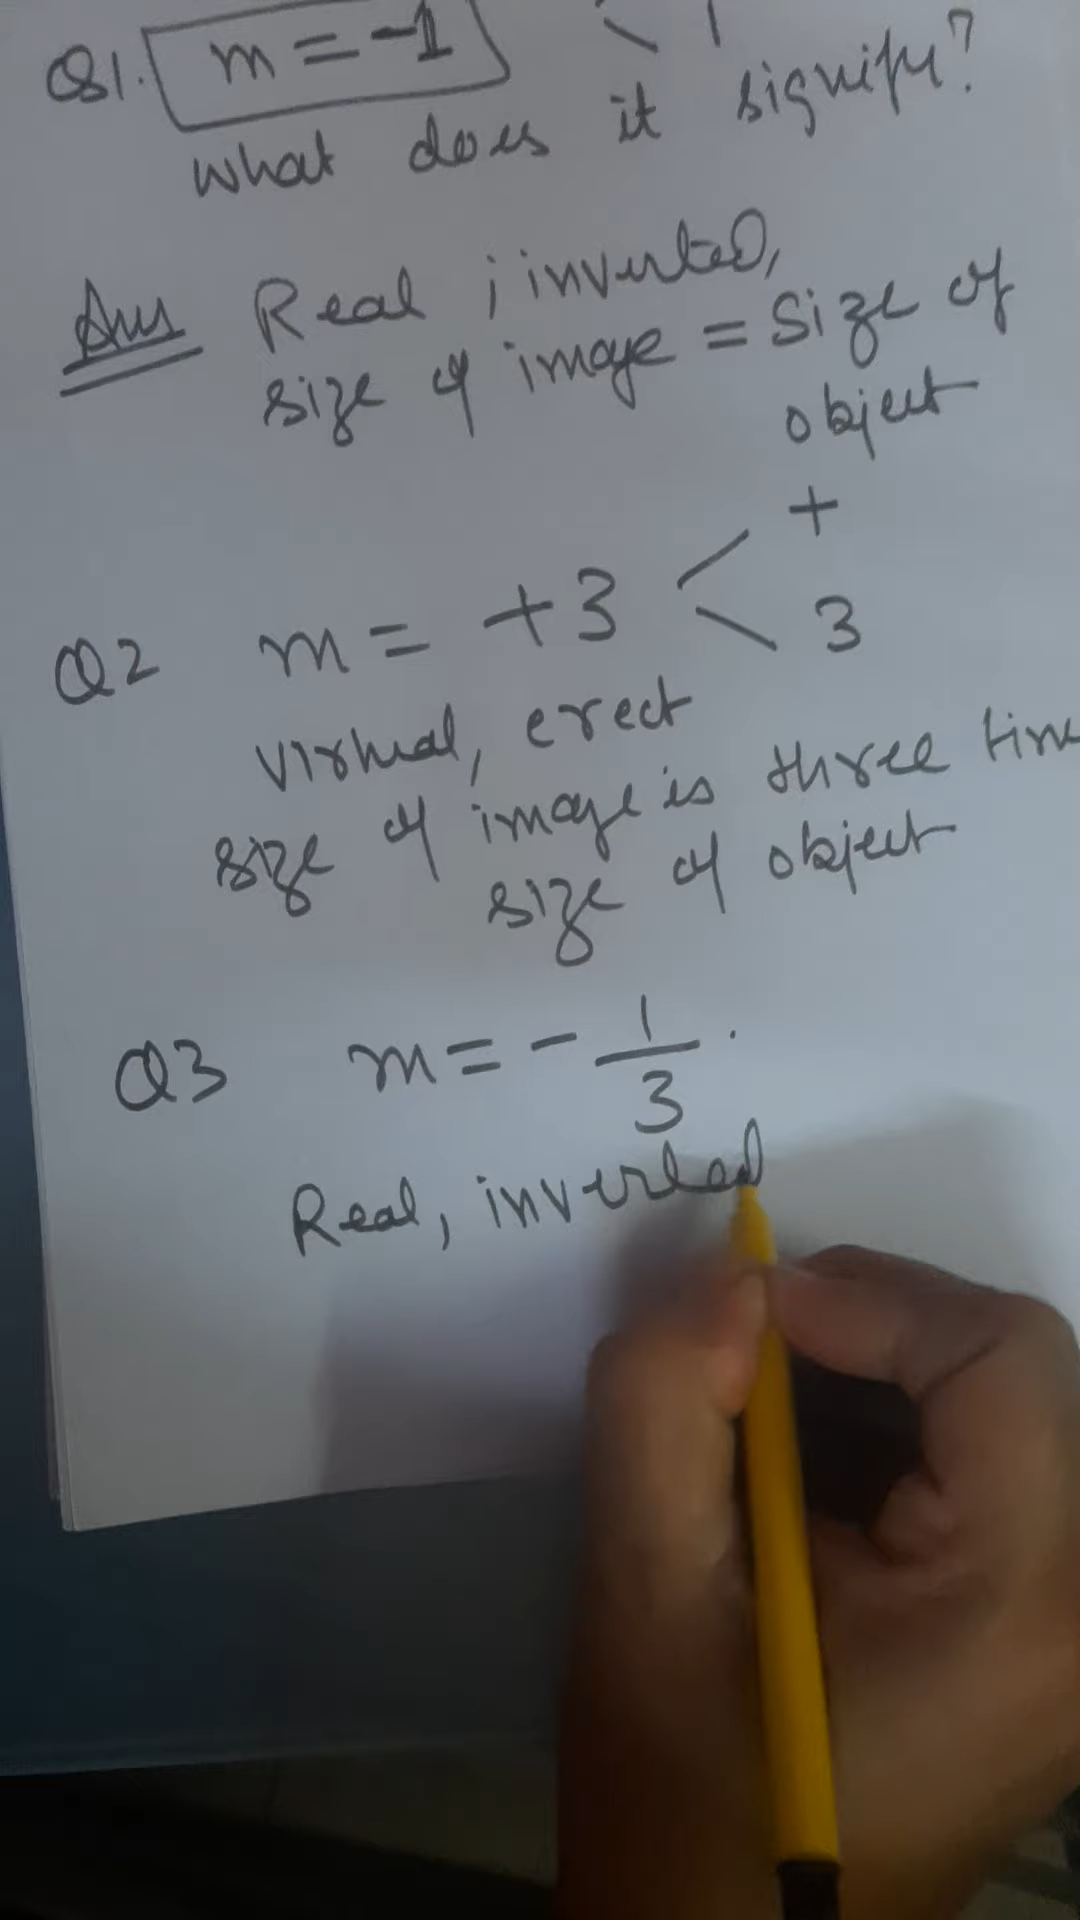 Q1. m = -1
what does it signify?
Ans Real, inverted,
size of image = Size of
object
+
Q2 m = +3
3
virtual, erect
size of image is three time
size of object
Q3 m = - 1/3.
Real, inverted